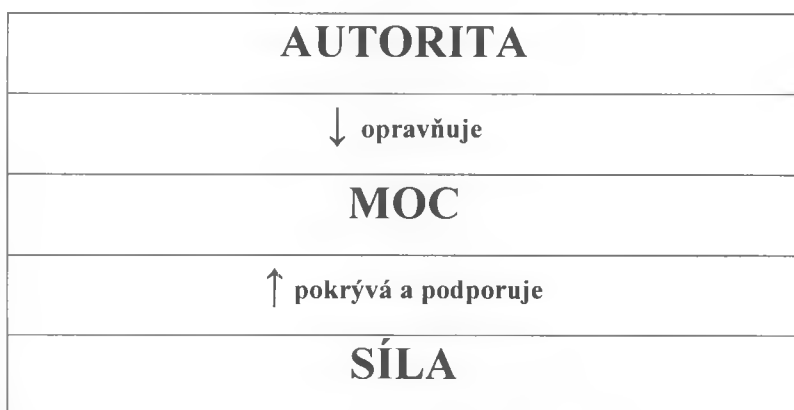 AUTORITA
↓ opravňuje
MOC
↑ pokrývá a podporuje
SÍLA